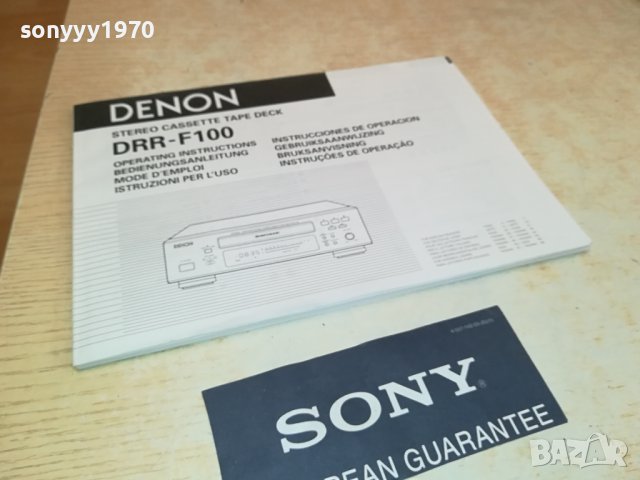 sonyyy1970
DENON
STEREO CASSETTE TAPE DECK
DRR-F100
OPERATING INSTRUCTIONS
BEDIENUNGSANLEITUNG
MODE D'EMPLOI
ISTRUZIONI PER L'USO
INSTRUCCIONES DE OPERACION
GEBRUIKSAANWIJZING
BRUKSANVISNING
INSTRUÇÕES DE OPERAÇÃO
DENON
SONY®
PEAN GUARANTEE
BAZAR